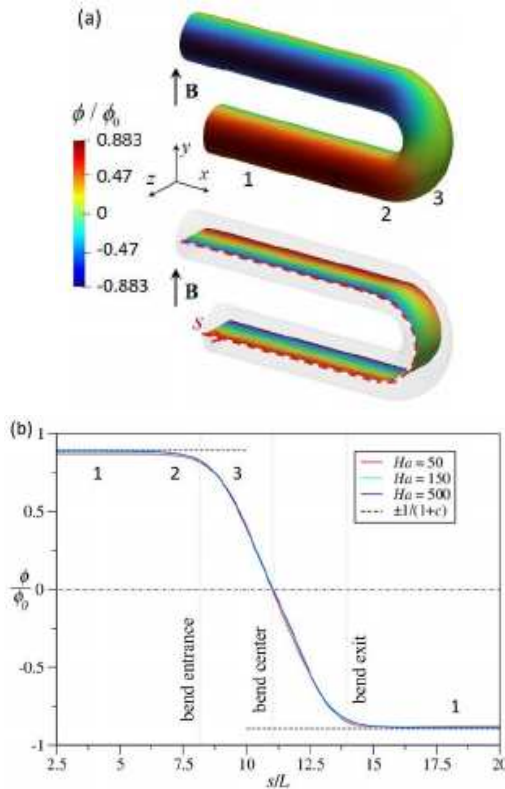 (a)
B
ϕ / ϕ0
0.883
0.47
0
-0.47
-0.883
y
z
x
1
2
3
B
S
(b)
1
0.5
0
-0.5
-1
ϕ
ϕ0
1
2
3
Ha = 50
Ha = 150
Ha = 500
±1/(1+c)
bend entrance
bend center
bend exit
1
2.5
5
7.5
10
12.5
15
17.5
20
s/L